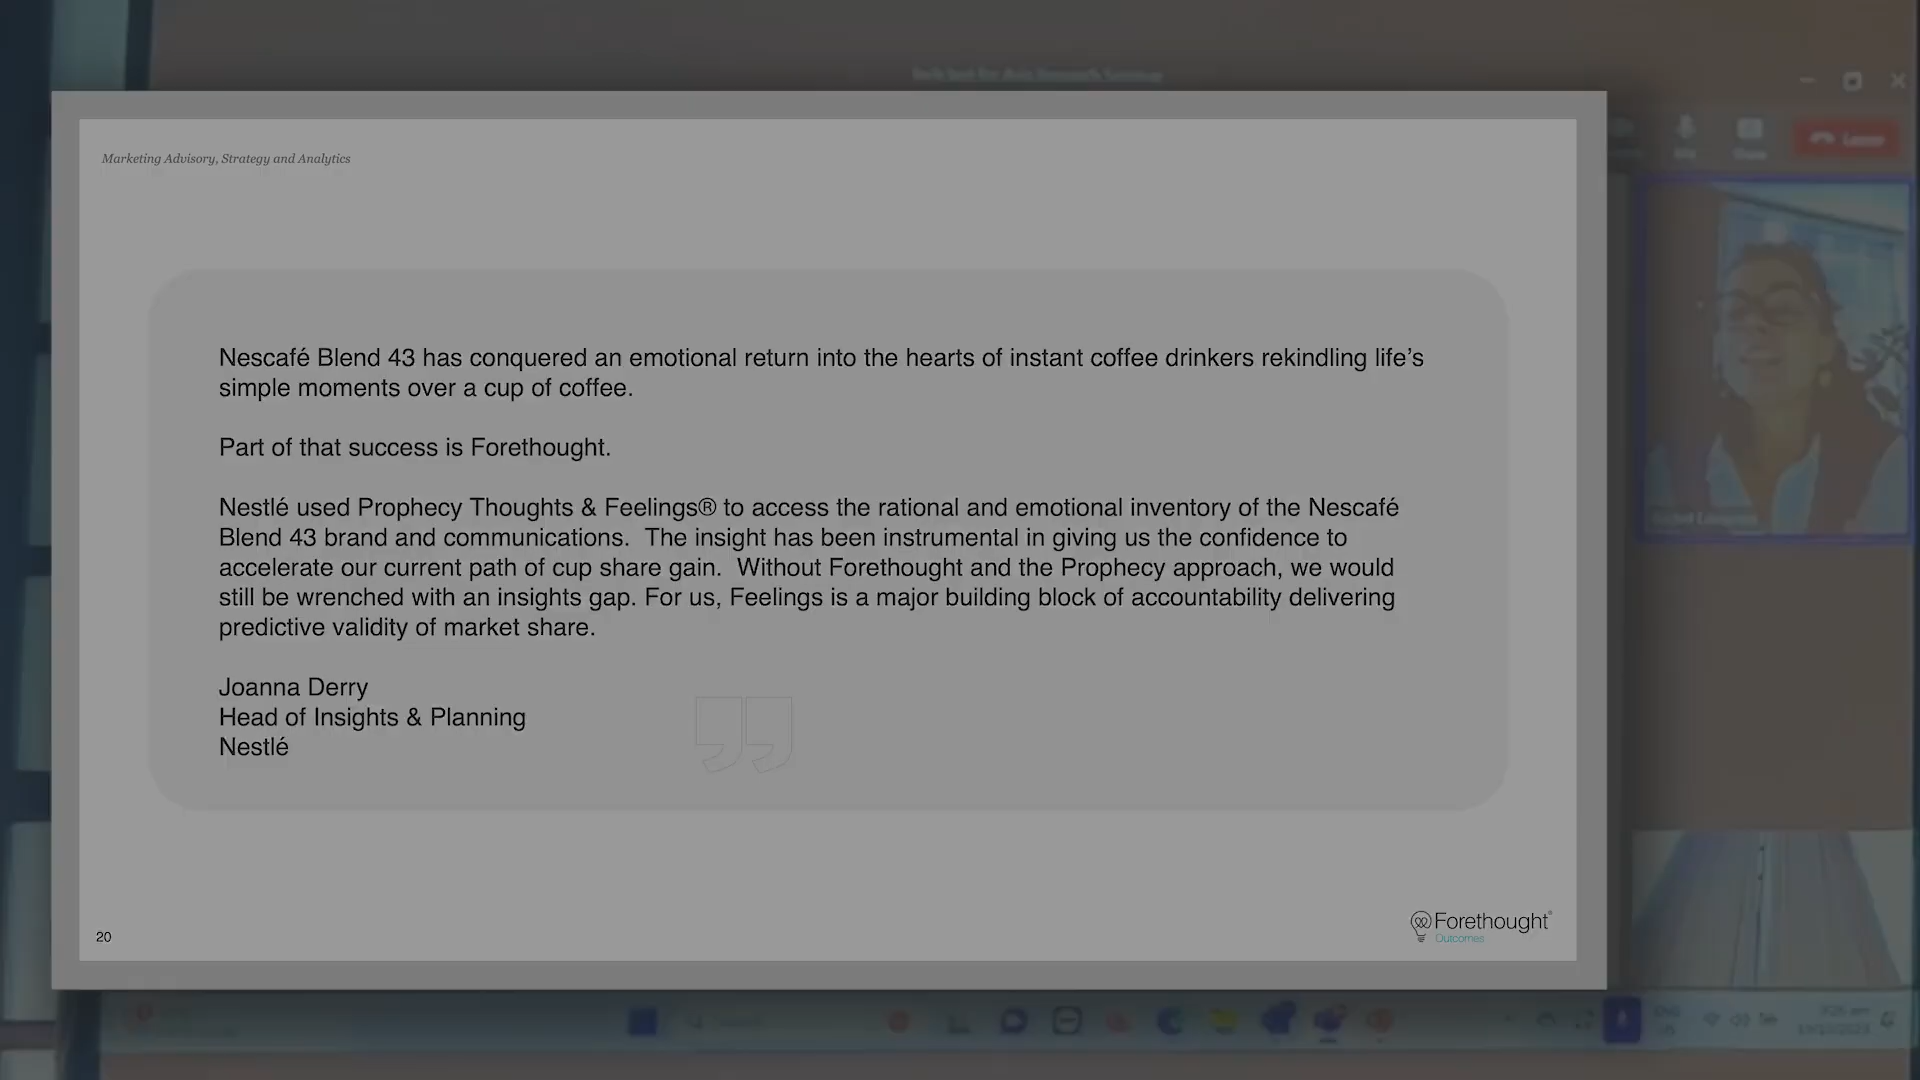 Marketing Advisory, Strategy and Analytics
Nescafé Blend 43 has conquered an emotional return into the hearts of instant coffee drinkers rekindling life’s
simple moments over a cup of coffee.
Part of that success is Forethought.
Nestlé used Prophecy Thoughts & Feelings® to access the rational and emotional inventory of the Nescafé
Blend 43 brand and communications.  The insight has been instrumental in giving us the confidence to
accelerate our current path of cup share gain.  Without Forethought and the Prophecy approach, we would
still be wrenched with an insights gap. For us, Feelings is a major building block of accountability delivering
predictive validity of market share.
Joanna Derry
Head of Insights & Planning
Nestlé
”
20
Forethought®
Outcomes
Leave